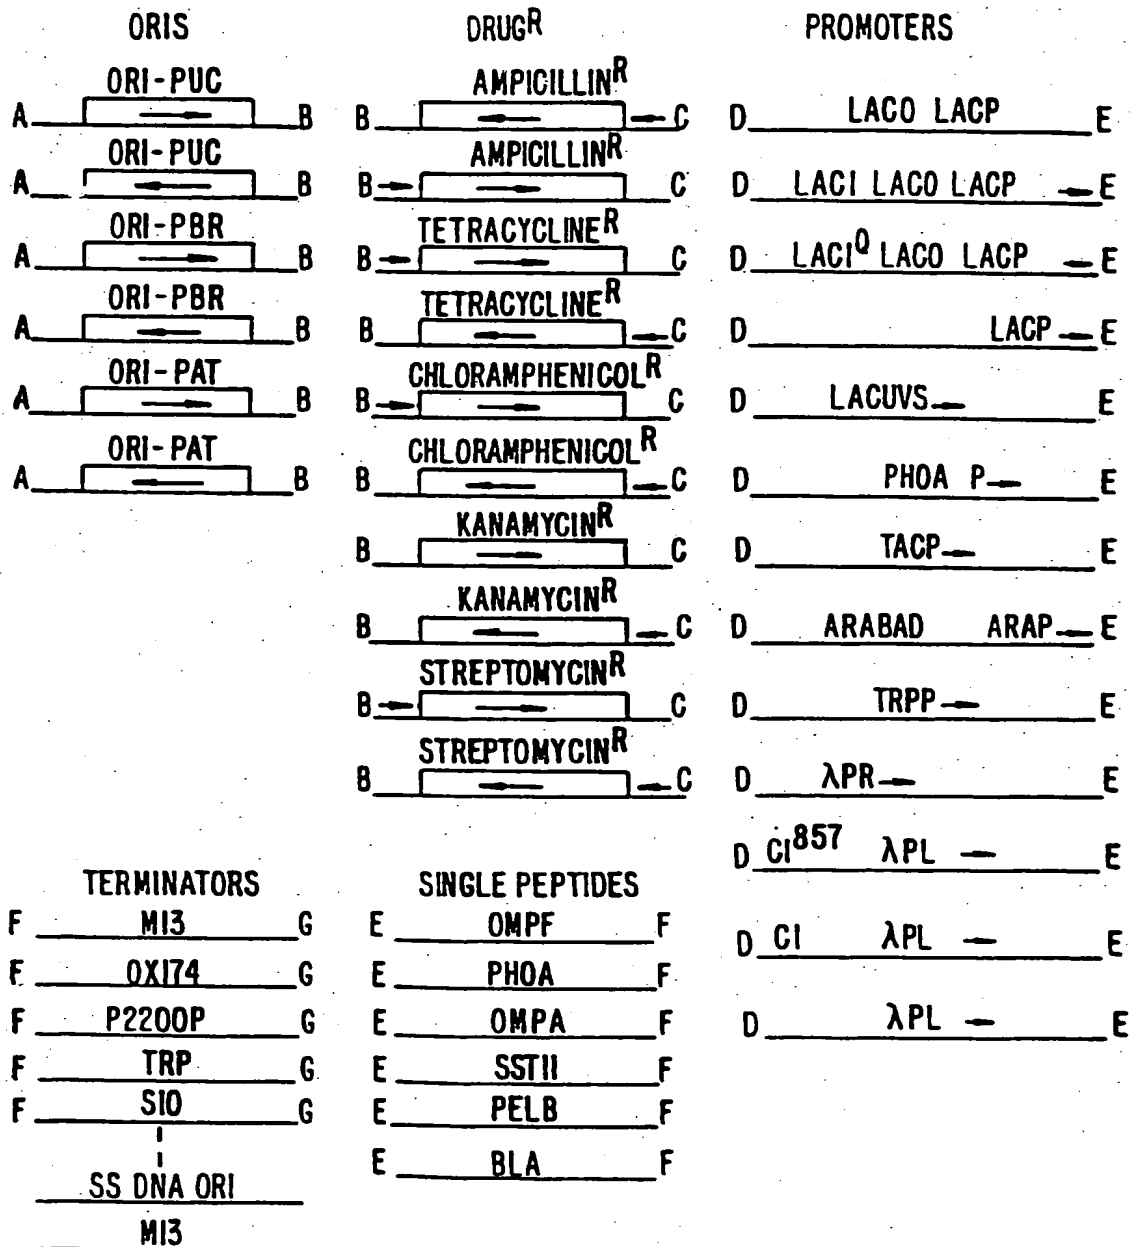 ORIS
ORI-PUC
A B
ORI-PUC
A B
ORI-PBR
A B
ORI-PBR
A B
ORI-PAT
A B
ORI-PAT
A B
DRUGR
AMPICILLINR
B C
AMPICILLINR
B C
TETRACYCLINER
B C
TETRACYCLINER
B C
CHLORAMPHENICOLR
B C
CHLORAMPHENICOLR
B C
KANAMYCINR
B C
KANAMYCINR
B C
STREPTOMYCINR
B C
STREPTOMYCINR
B C
PROMOTERS
D LACO LACP E
D LACI LACO LACP E
D LACIQ LACO LACP E
D LACP E
D LACUVS E
D PHOA P E
D TACP E
D ARABAD ARAP E
D TRPP E
D λPR E
D CI857 λPL E
D CI λPL E
D λPL E
TERMINATORS
F M13 G
F OX174 G
F P2200P G
F TRP G
F S10 G
SS DNA ORI
M13
SINGLE PEPTIDES
E OMPF F
E PHOA F
E OMPA F
E SSTII F
E PELB F
E BLA F